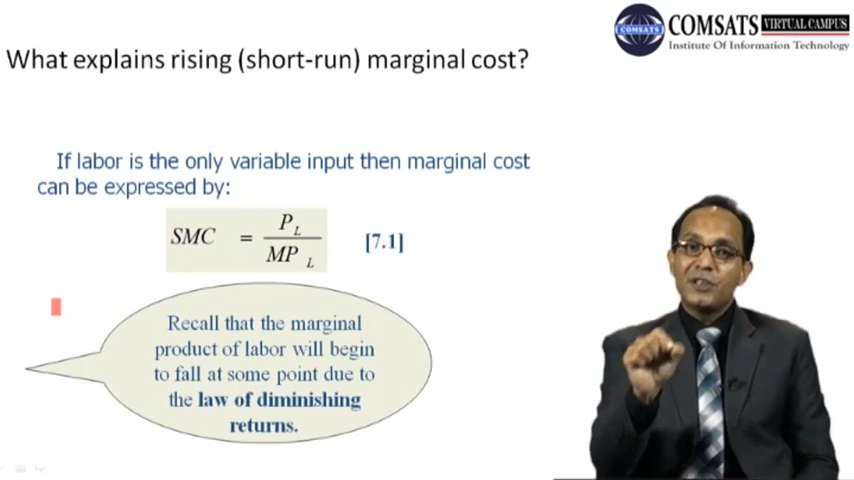 COMSATS VIRTUAL CAMPUS
COMSATS
Institute Of Information Technology
What explains rising (short-run) marginal cost?
If labor is the only variable input then marginal cost
can be expressed by:
SMC = P_L / MP_L [7.1]
Recall that the marginal
product of labor will begin
to fall at some point due to
the law of diminishing
returns.